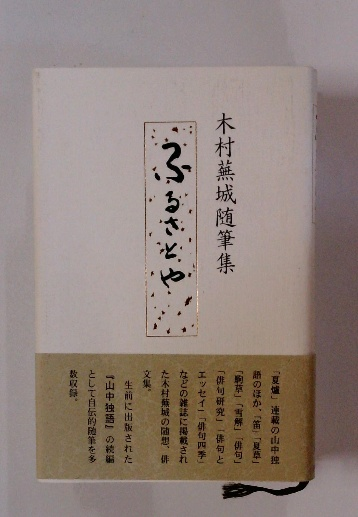 木村蕪城随筆集
ふるさとや
「夏爐」連載の山中独
語のほか、「笛」「夏草」
「駒草」「雪解」「俳句」
「俳句研究」「俳句と
エッセイ」「俳句四季」
などの雑誌に掲載され
た木村蕪城の随想、俳
文集。
生前に出版された
『山中独語』の続編
として自伝的随筆を多
数収録。